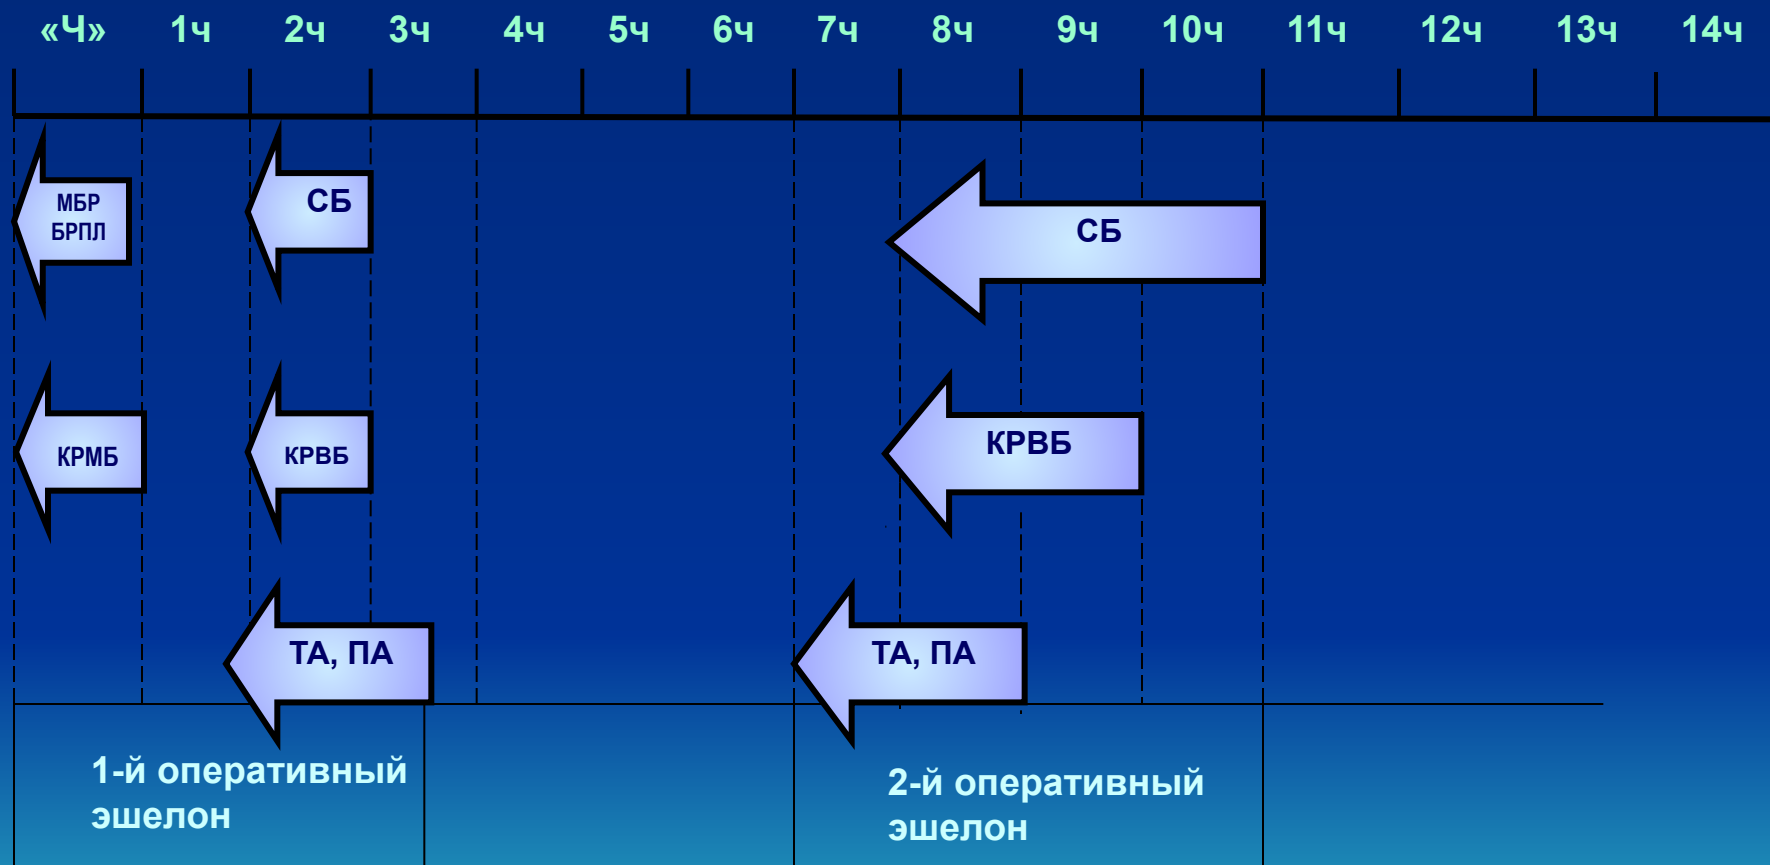 «Ч» 1ч 2ч 3ч 4ч 5ч 6ч 7ч 8ч 9ч 10ч 11ч 12ч 13ч 14ч
МБР
БРПЛ
СБ
СБ
КРМБ
КРВБ
КРВБ
ТА, ПА
ТА, ПА
1-й оперативный
эшелон
2-й оперативный
эшелон